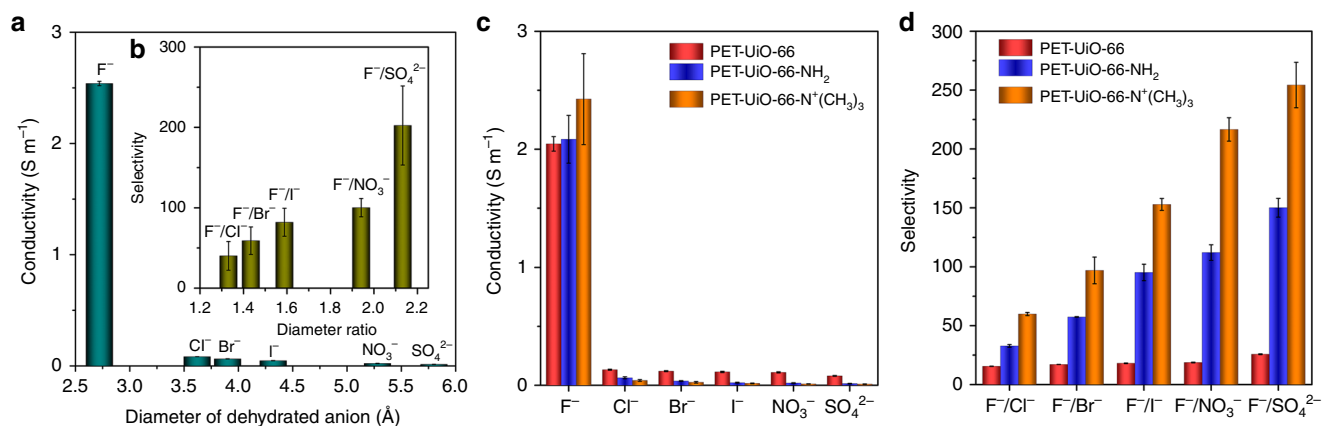 a
3
2
1
0
Conductivity (S m⁻¹)
F⁻
Cl⁻
Br⁻
I⁻
NO₃⁻
SO₄²⁻
2.5 3.0 3.5 4.0 4.5 5.0 5.5 6.0
Diameter of dehydrated anion (Å)
b
300
200
100
0
Selectivity
F⁻/Cl⁻
F⁻/Br⁻
F⁻/I⁻
F⁻/NO₃⁻
F⁻/SO₄²⁻
1.2 1.4 1.6 1.8 2.0 2.2
Diameter ratio
c
3
2
1
0
Conductivity (S m⁻¹)
PET-UiO-66
PET-UiO-66-NH₂
PET-UiO-66-N⁺(CH₃)₃
F⁻ Cl⁻ Br⁻ I⁻ NO₃⁻ SO₄²⁻
d
300
250
200
150
100
50
0
Selectivity
PET-UiO-66
PET-UiO-66-NH₂
PET-UiO-66-N⁺(CH₃)₃
F⁻/Cl⁻ F⁻/Br⁻ F⁻/I⁻ F⁻/NO₃⁻ F⁻/SO₄²⁻